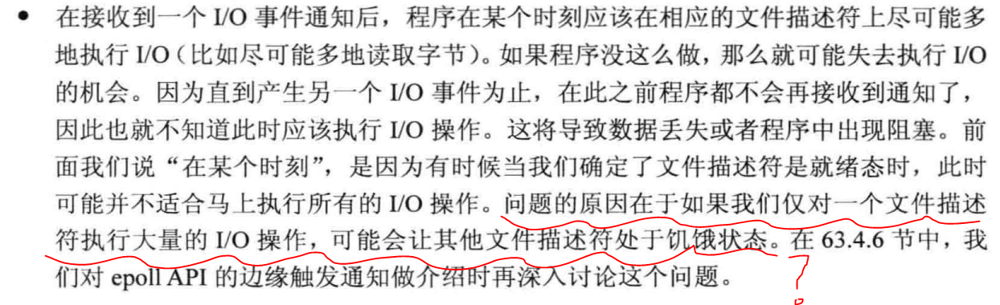 ● 在接收到一个 I/O 事件通知后，程序在某个时刻应该在相应的文件描述符上尽可能多
地执行 I/O（比如尽可能多地读取字节）。如果程序没这么做，那么就可能失去执行 I/O
的机会。因为直到产生另一个 I/O 事件为止，在此之前程序都不会再接收到通知了，
因此也就不知道此时应该执行 I/O 操作。这将导致数据丢失或者程序中出现阻塞。前
面我们说“在某个时刻”，是因为有时候当我们确定了文件描述符是就绪态时，此时
可能并不适合马上执行所有的 I/O 操作。问题的原因在于如果我们仅对一个文件描述
符执行大量的 I/O 操作，可能会让其他文件描述符处于饥饿状态。在 63.4.6 节中，我
们对 epoll API 的边缘触发通知做介绍时再深入讨论这个问题。
?